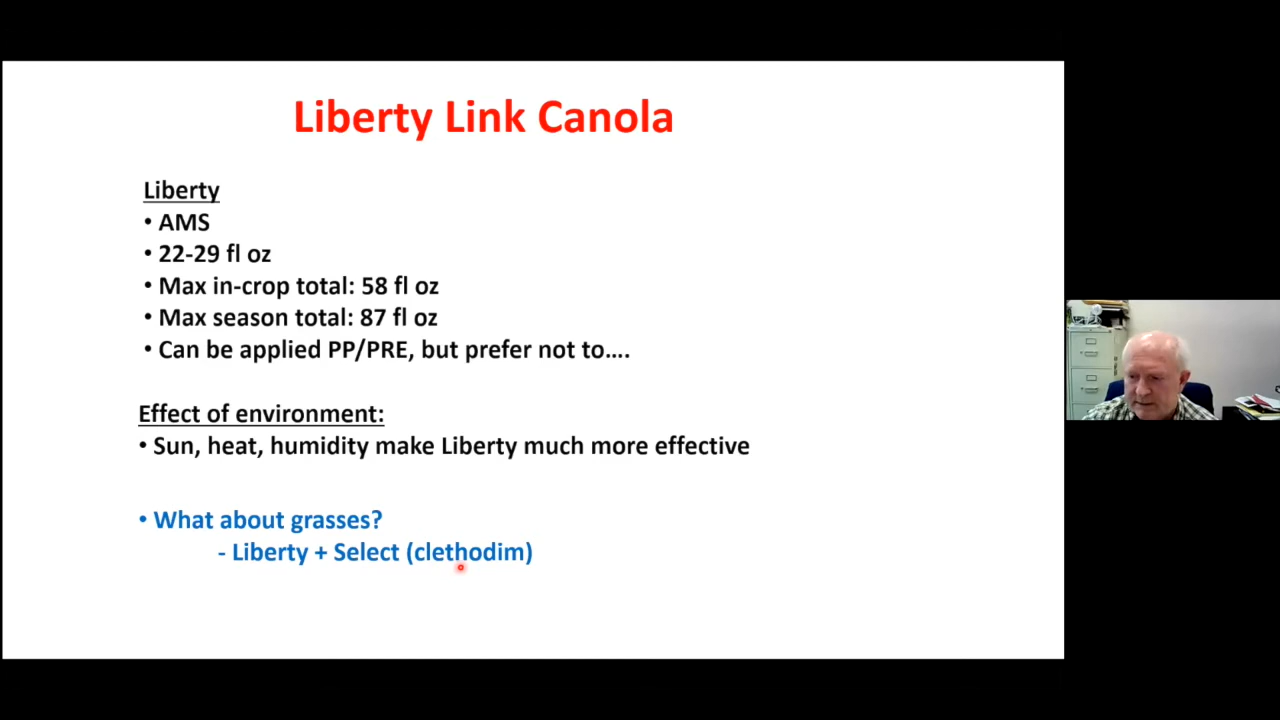 Liberty Link Canola
Liberty
• AMS
• 22-29 fl oz
• Max in-crop total: 58 fl oz
• Max season total: 87 fl oz
• Can be applied PP/PRE, but prefer not to….
Effect of environment:
• Sun, heat, humidity make Liberty much more effective
• What about grasses?
- Liberty + Select (clethodim)